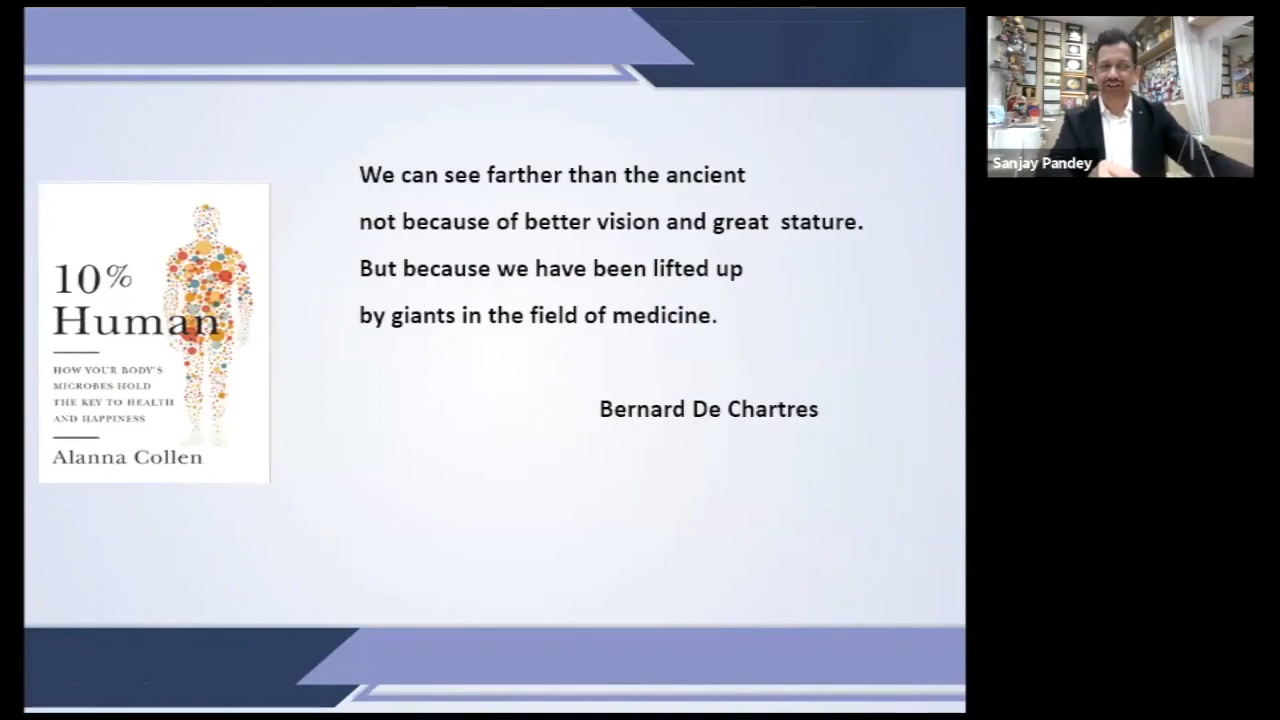 We can see farther than the ancient
not because of better vision and great stature.
But because we have been lifted up
by giants in the field of medicine.
Bernard De Chartres
10%
Human
HOW YOUR BODY'S
MICROBES HOLD
THE KEY TO HEALTH
AND HAPPINESS
Alanna Collen
Sanjay Pandey